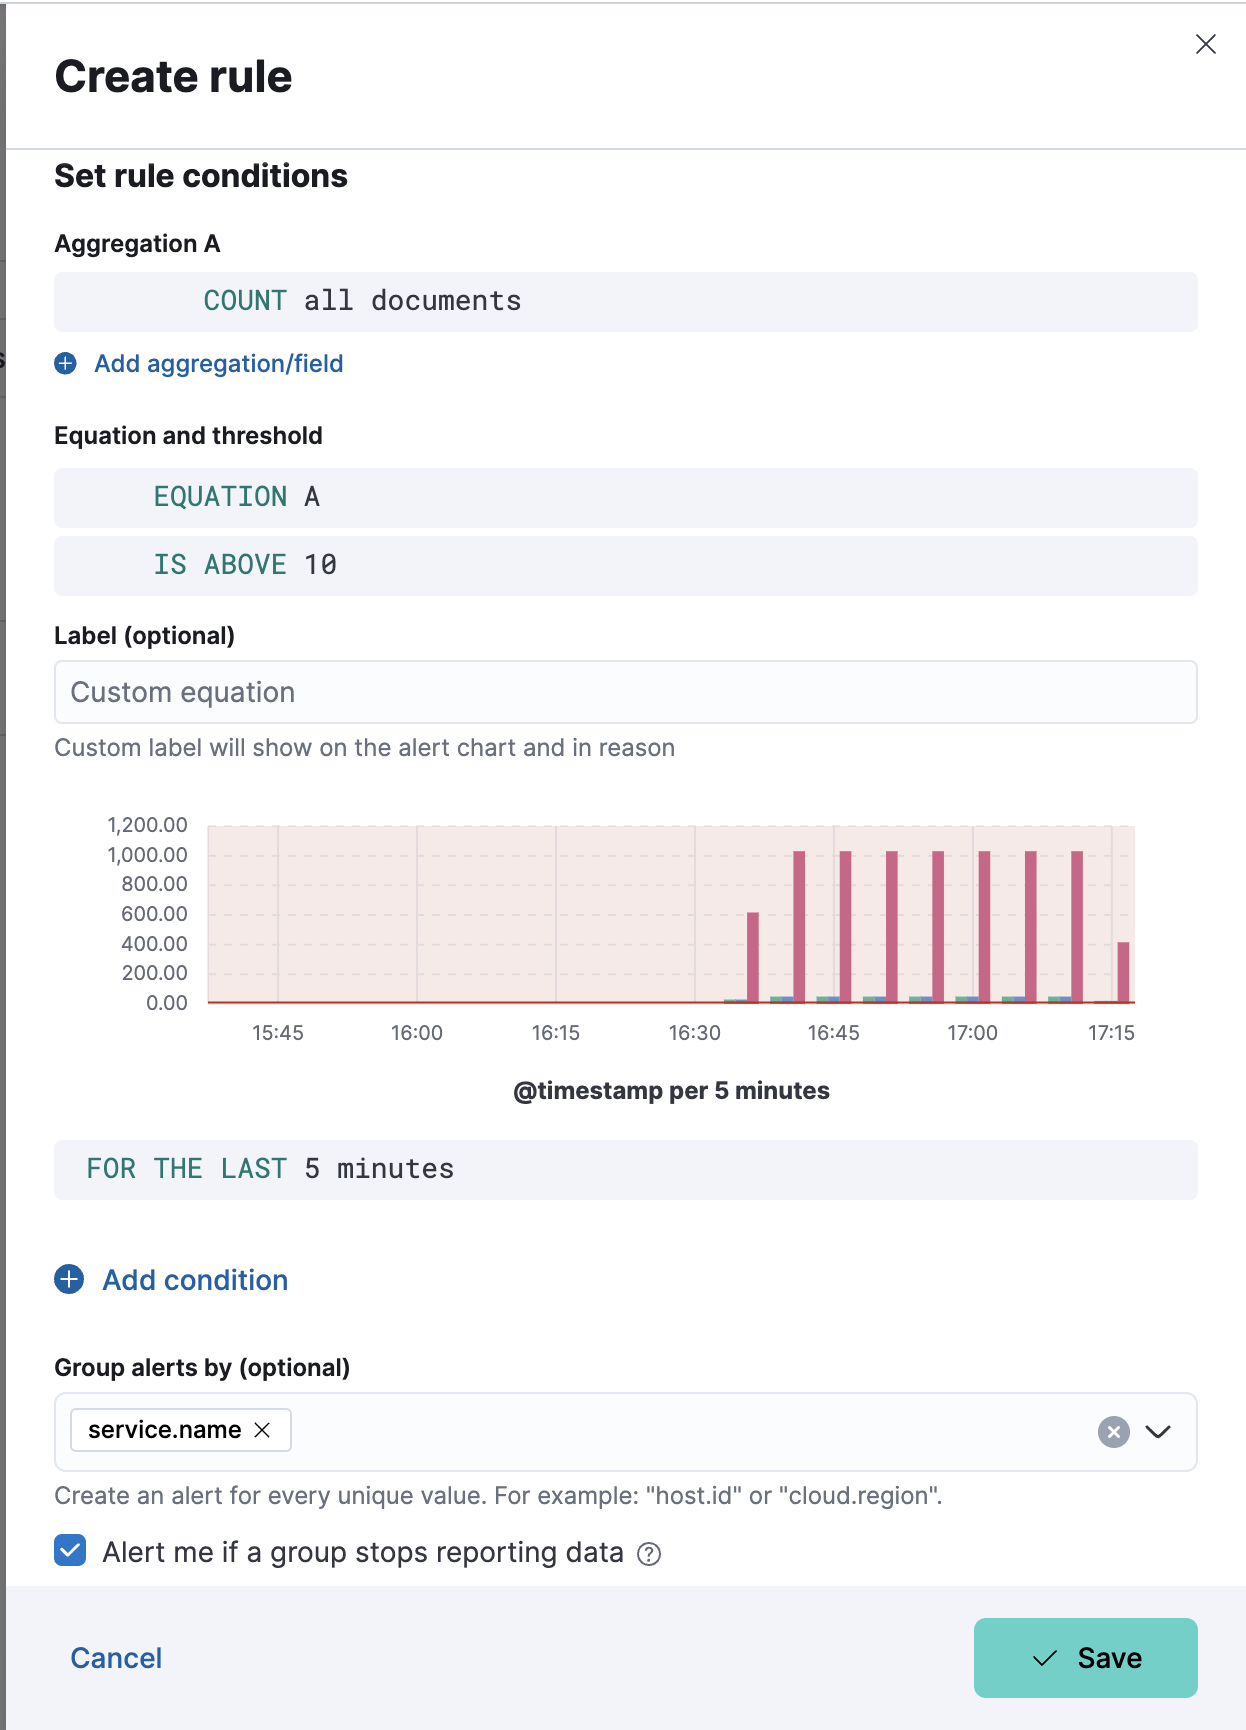 Create rule
Set rule conditions
Aggregation A
COUNT all documents
Add aggregation/field
Equation and threshold
EQUATION A
IS ABOVE 10
Label (optional)
Custom equation
Custom label will show on the alert chart and in reason
1,200.00
1,000.00
800.00
600.00
400.00
200.00
0.00
15:45 16:00 16:15 16:30 16:45 17:00 17:15
@timestamp per 5 minutes
FOR THE LAST 5 minutes
Add condition
Group alerts by (optional)
service.name
Create an alert for every unique value. For example: "host.id" or "cloud.region".
Alert me if a group stops reporting data
Cancel
Save